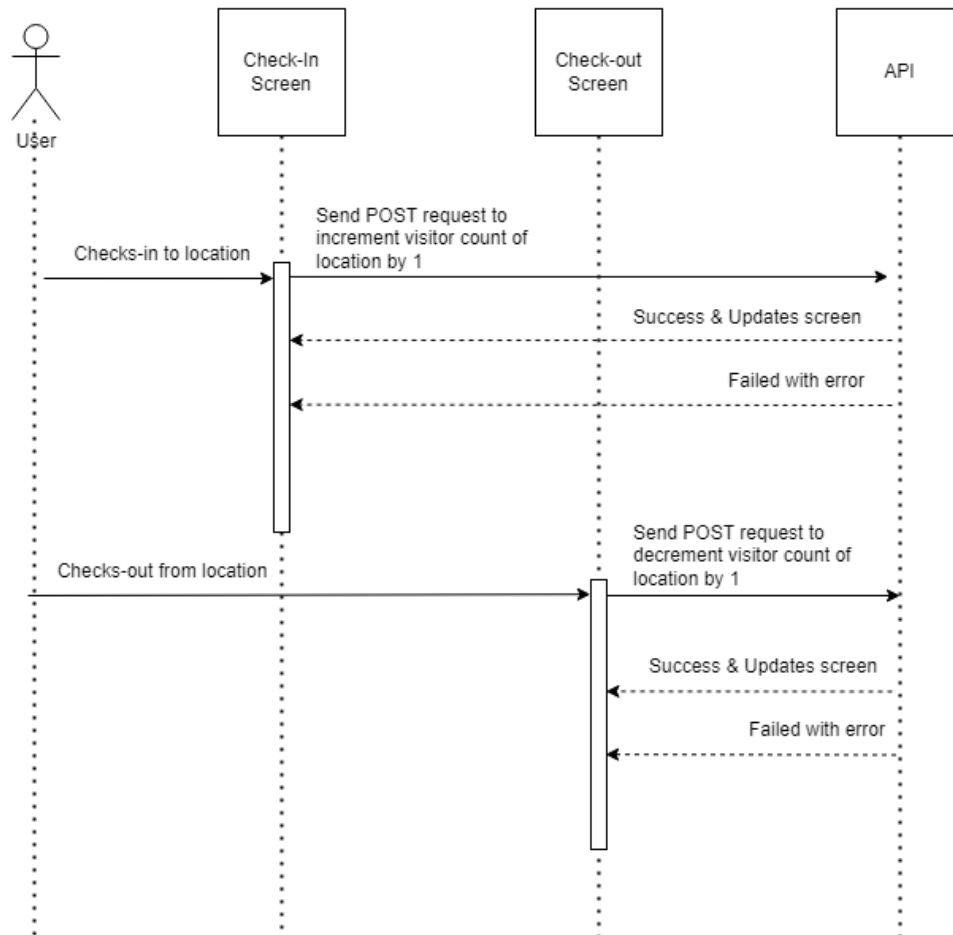 Check-In
Screen
Check-out
Screen
API
User
Send POST request to
increment visitor count of
location by 1
Checks-in to location
Success & Updates screen
Failed with error
Send POST request to
decrement visitor count of
location by 1
Checks-out from location
Success & Updates screen
Failed with error